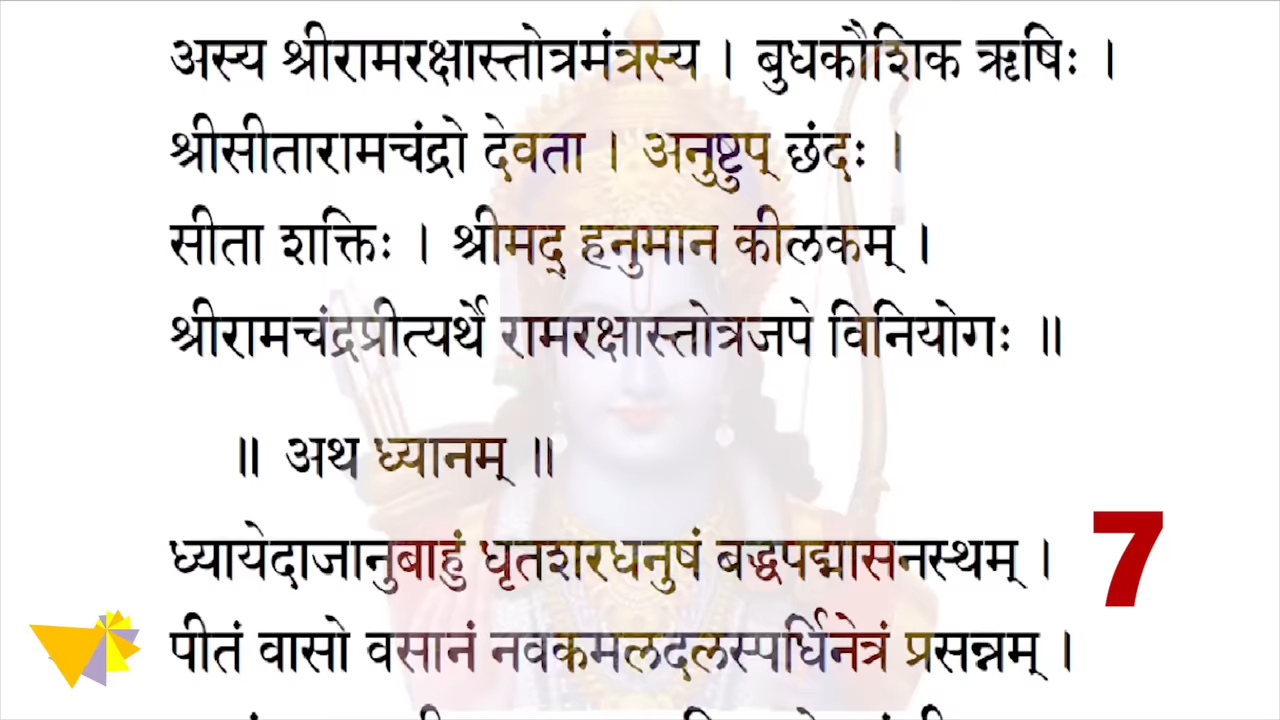 अस्य श्रीरामरक्षास्तोत्रमंत्रस्य । बुधकौशिक ऋषिः ।
श्रीसीतारामचंद्रो देवता । अनुष्टुप् छंदः ।
सीता शक्तिः । श्रीमद् हनुमान कीलकम् ।
श्रीरामचंद्रप्रीत्यर्थे रामरक्षास्तोत्रजपे विनियोगः ॥
॥ अथ ध्यानम् ॥
ध्यायेदाजानुबाहुं धृतशरधनुषं बद्धपद्मासनस्थम् ।
7
पीतं वासो वसानं नवकमलदलस्पर्धिनेत्रं प्रसन्नम् ।